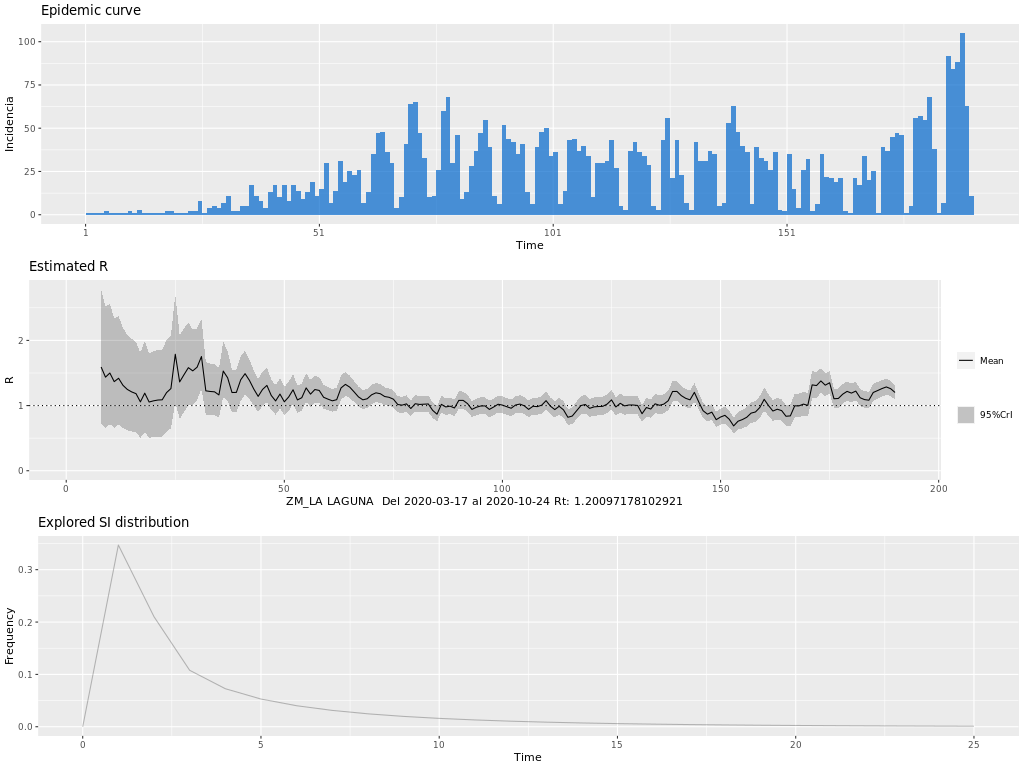 Epidemic curve
100
75
50
25
0
Incidencia
1 51 101 151
Time
Estimated R
2
1
0
R
Mean
95%CrI
0 50 100 150 200
ZM_LA LAGUNA Del 2020-03-17 al 2020-10-24 Rt: 1.20097178102921
Explored SI distribution
0.3
0.2
0.1
0.0
Frequency
0 5 10 15 20 25
Time